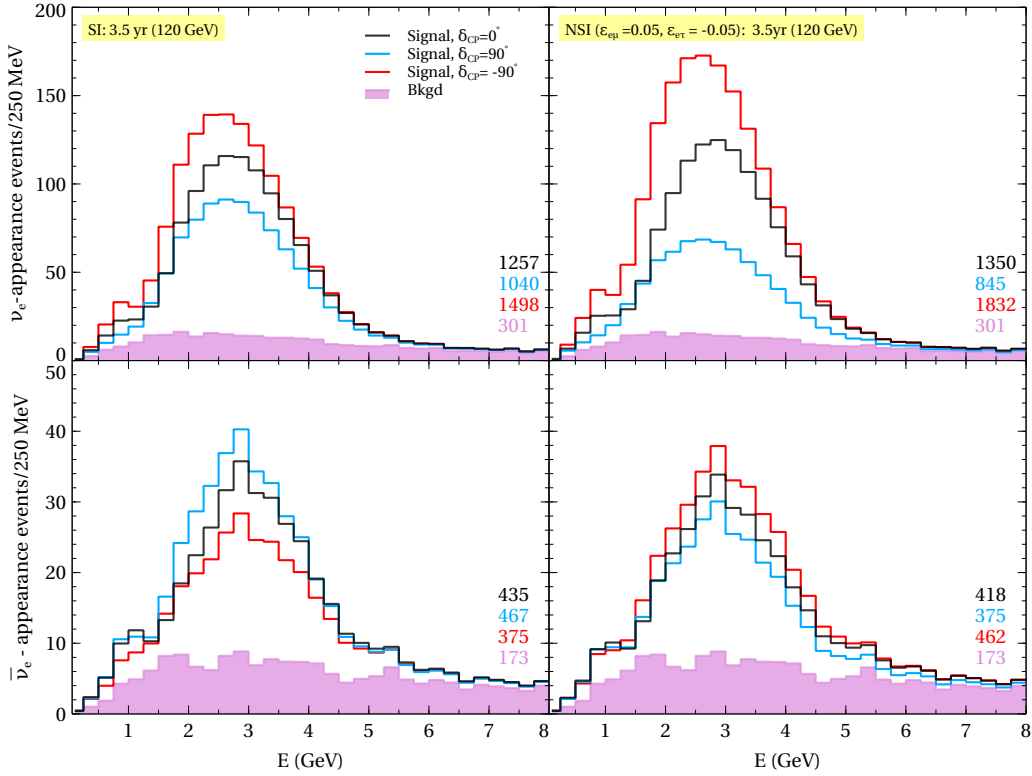 SI: 3.5 yr (120 GeV)
Signal, δCP=0°
Signal, δCP=90°
Signal, δCP= -90°
Bkgd
NSI (εeμ =0.05, εeτ = -0.05): 3.5yr (120 GeV)
νe-appearance events/250 MeV
200
150
100
50
0
1257
1040
1498
301
1350
845
1832
301
ν̅e - appearance events/250 MeV
50
40
30
20
10
0
435
467
375
173
418
375
462
173
1 2 3 4 5 6 7 8
1 2 3 4 5 6 7 8
E (GeV)
E (GeV)